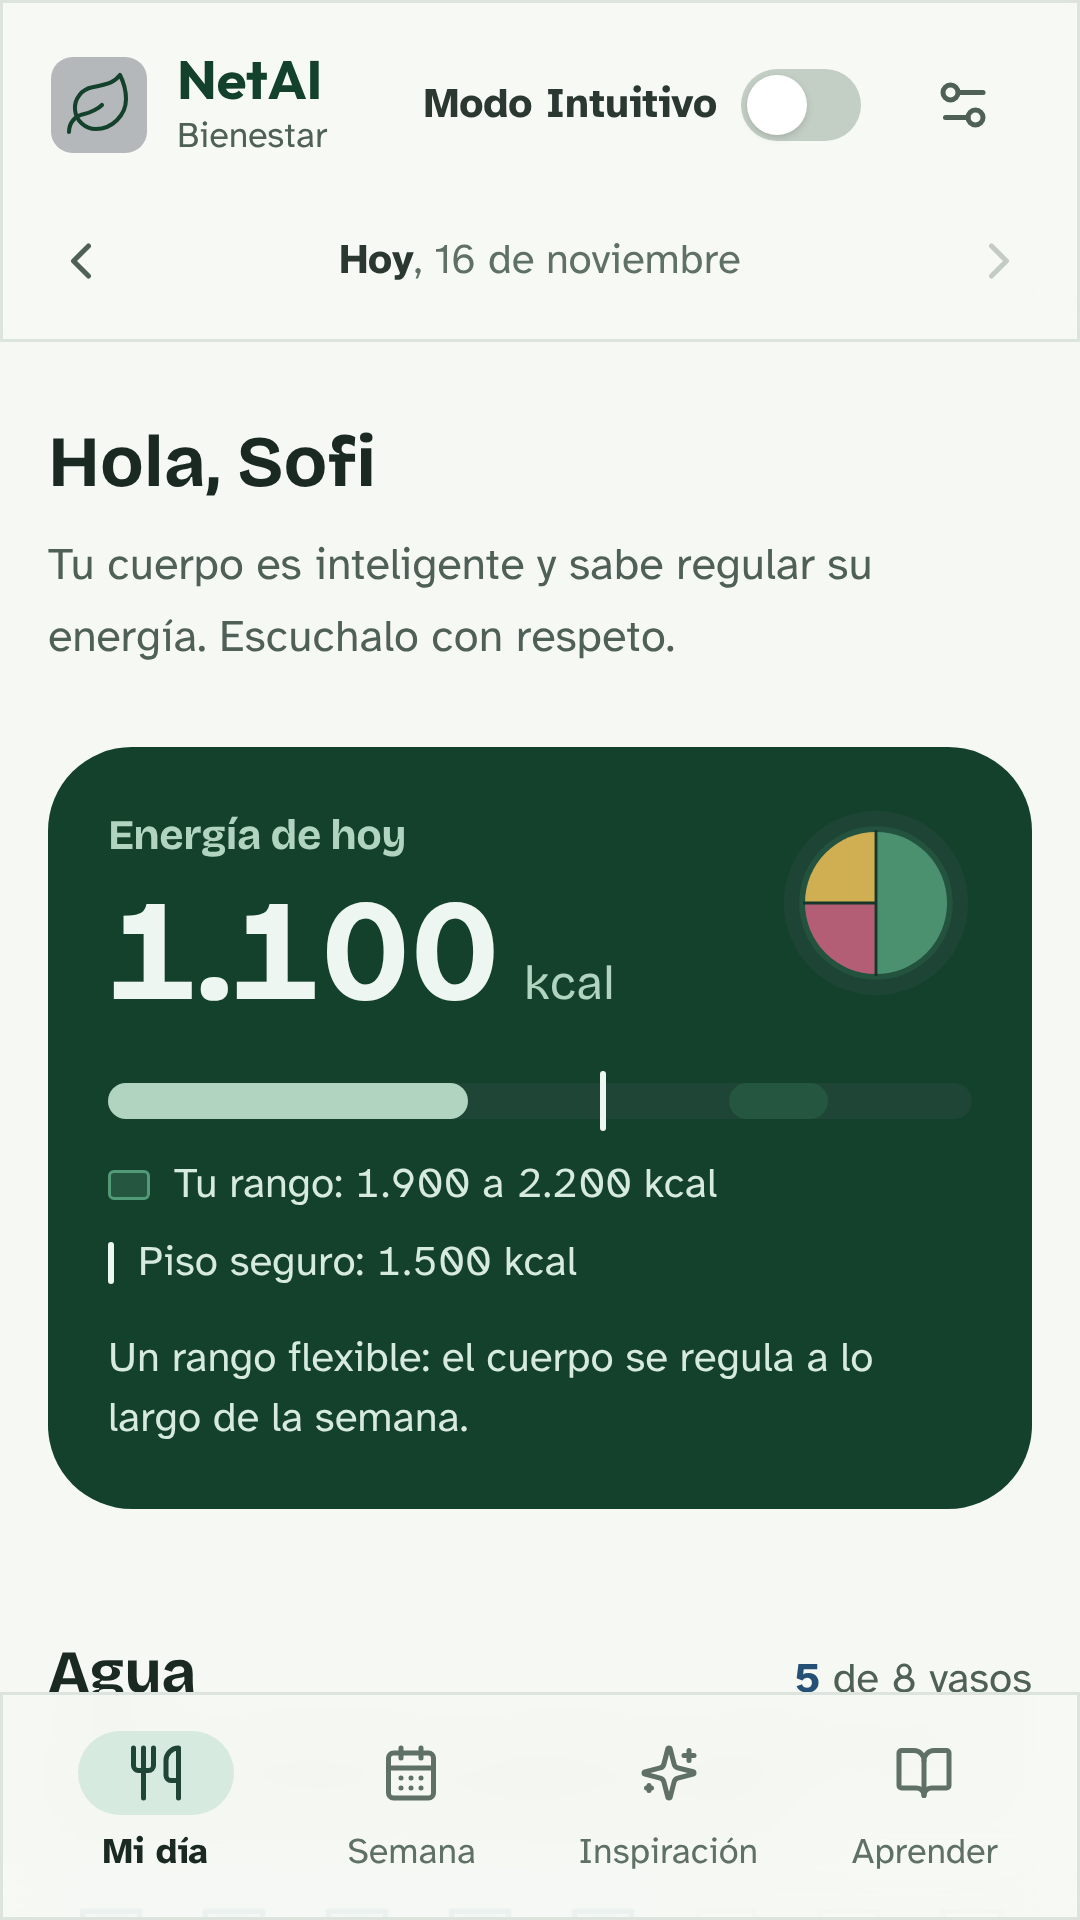 NetAI
Bienestar
Modo Intuitivo
Hoy, 16 de noviembre
Hola, Sofi
Tu cuerpo es inteligente y sabe regular su
energía. Escuchalo con respeto.
Energía de hoy
1.100 kcal
Tu rango: 1.900 a 2.200 kcal
Piso seguro: 1.500 kcal
Un rango flexible: el cuerpo se regula a lo
largo de la semana.
Agua
5 de 8 vasos
Mi día
Semana
Inspiración
Aprender